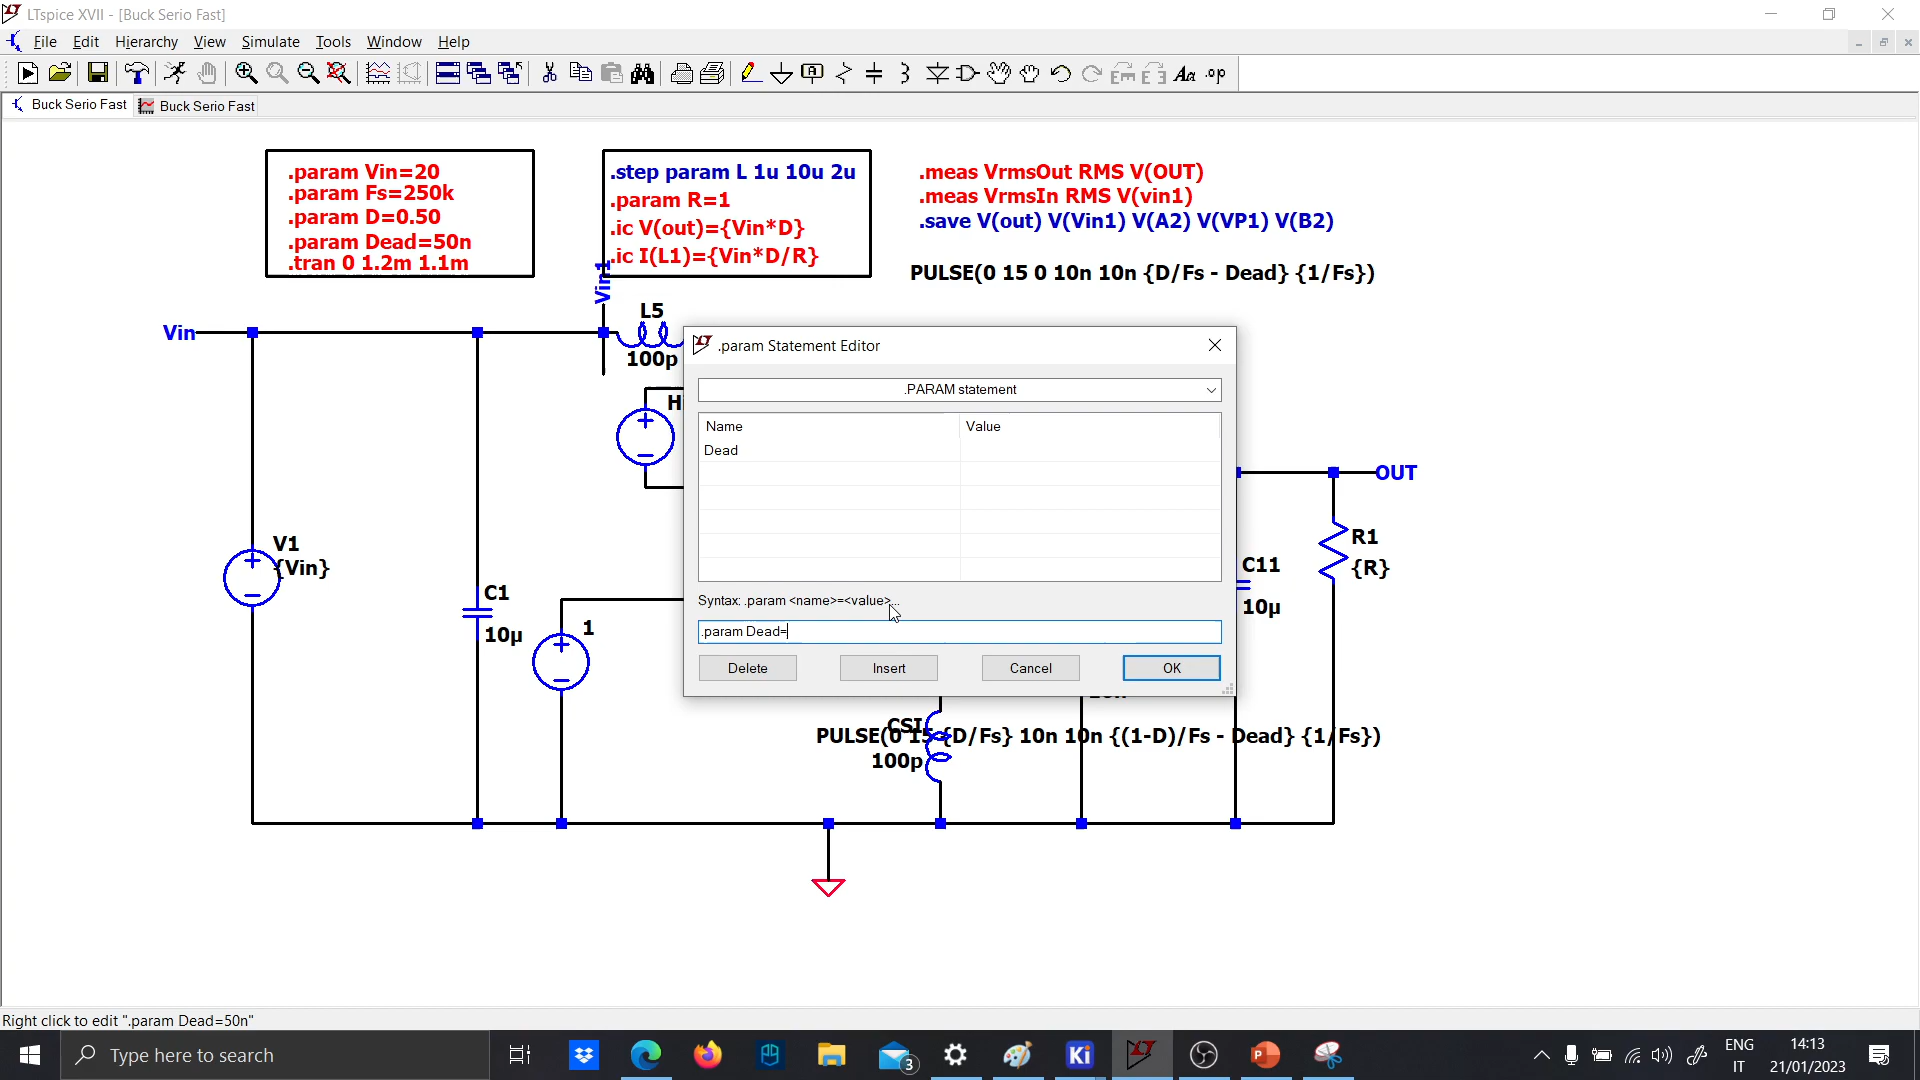 LTspice XVII - [Buck Serio Fast]
File Edit Hierarchy View Simulate Tools Window Help
Buck Serio Fast Buck Serio Fast
.param Vin=20
.param Fs=250k
.param D=0.50
.param Dead=50n
.tran 0 1.2m 1.1m
.step param L 1u 10u 2u
.param R=1
.ic V(out)={Vin*D}
.ic I(L1)={Vin*D/R}
.meas VrmsOut RMS V(OUT)
.meas VrmsIn RMS V(vin1)
.save V(out) V(Vin1) V(A2) V(VP1) V(B2)
PULSE(0 15 0 10n 10n {D/Fs - Dead} {1/Fs})
Vin1
Vin
L5
100p
H
V1
{Vin}
C1
10µ
1
.param Statement Editor
.PARAM statement
Name Value
Dead
Syntax: .param <name>=<value>...
.param Dead=
Delete Insert Cancel OK
OUT
R1
{R}
C11
10µ
CSI
100p
PULSE(0 15 {D/Fs} 10n 10n {(1-D)/Fs - Dead} {1/Fs})
Right click to edit ".param Dead=50n"
Type here to search
3
Ki
P
ENG
IT
14:13
21/01/2023